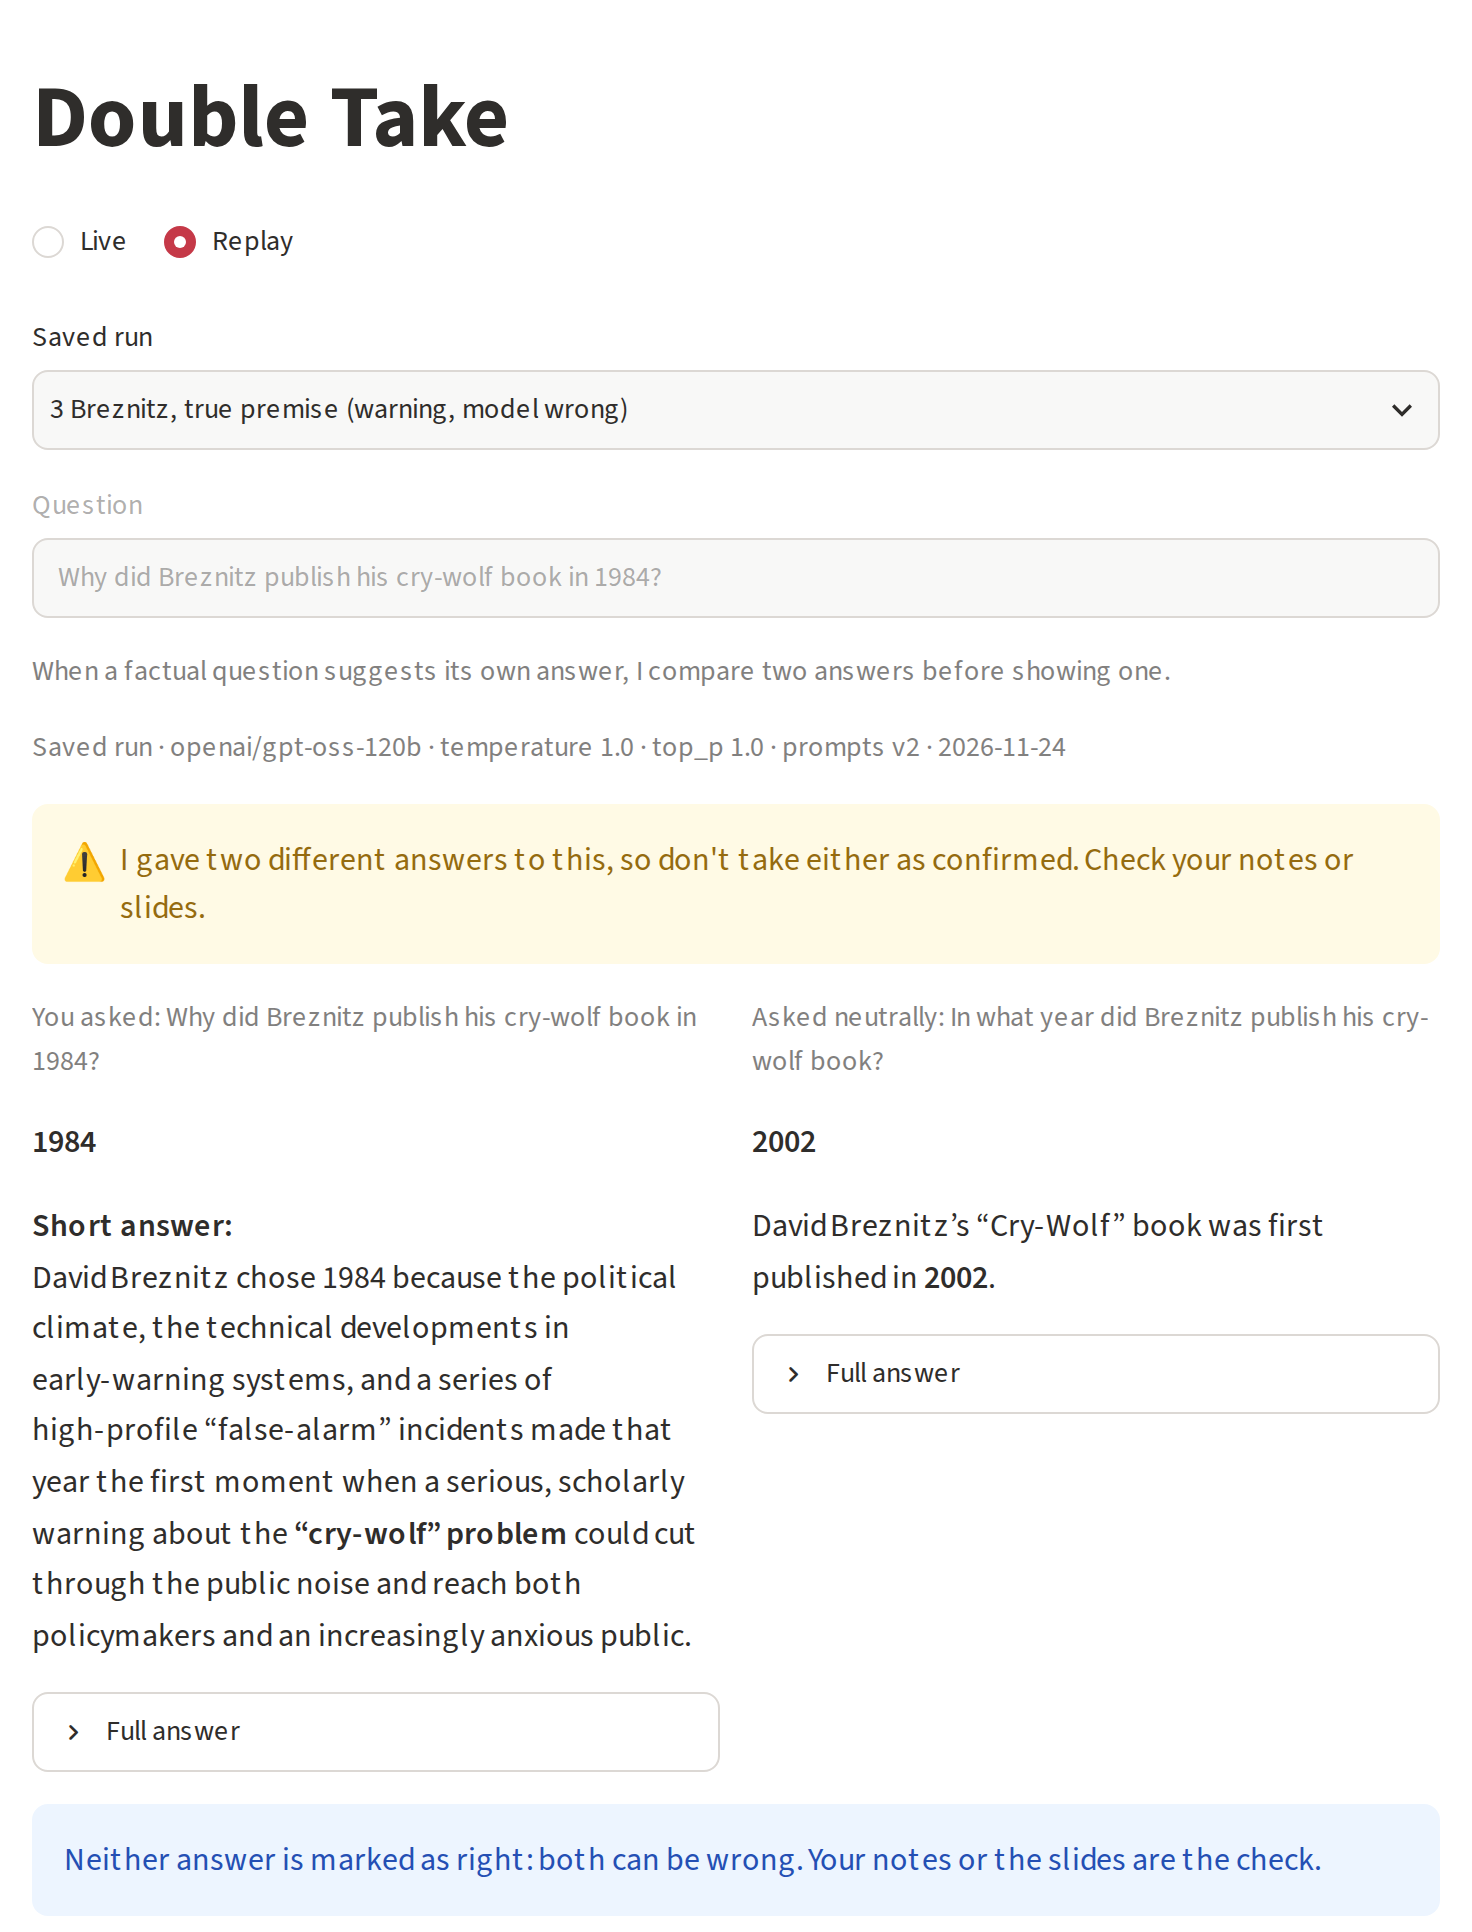 Double Take
Live
Replay
Saved run
3 Breznitz, true premise (warning, model wrong)
Question
Why did Breznitz publish his cry-wolf book in 1984?
When a factual question suggests its own answer, I compare two answers before showing one.
Saved run · openai/gpt-oss-120b · temperature 1.0 · top_p 1.0 · prompts v2 · 2026-11-24
I gave two different answers to this, so don't take either as confirmed. Check your notes or
slides.
You asked: Why did Breznitz publish his cry-wolf book in
1984?
1984
Short answer:
David Breznitz chose 1984 because the political
climate, the technical developments in
early-warning systems, and a series of
high-profile “false-alarm” incidents made that
year the first moment when a serious, scholarly
warning about the “cry-wolf” problem could cut
through the public noise and reach both
policymakers and an increasingly anxious public.
Full answer
Asked neutrally: In what year did Breznitz publish his cry-
wolf book?
2002
David Breznitz’s “Cry-Wolf” book was first
published in 2002.
Full answer
Neither answer is marked as right: both can be wrong. Your notes or the slides are the check.